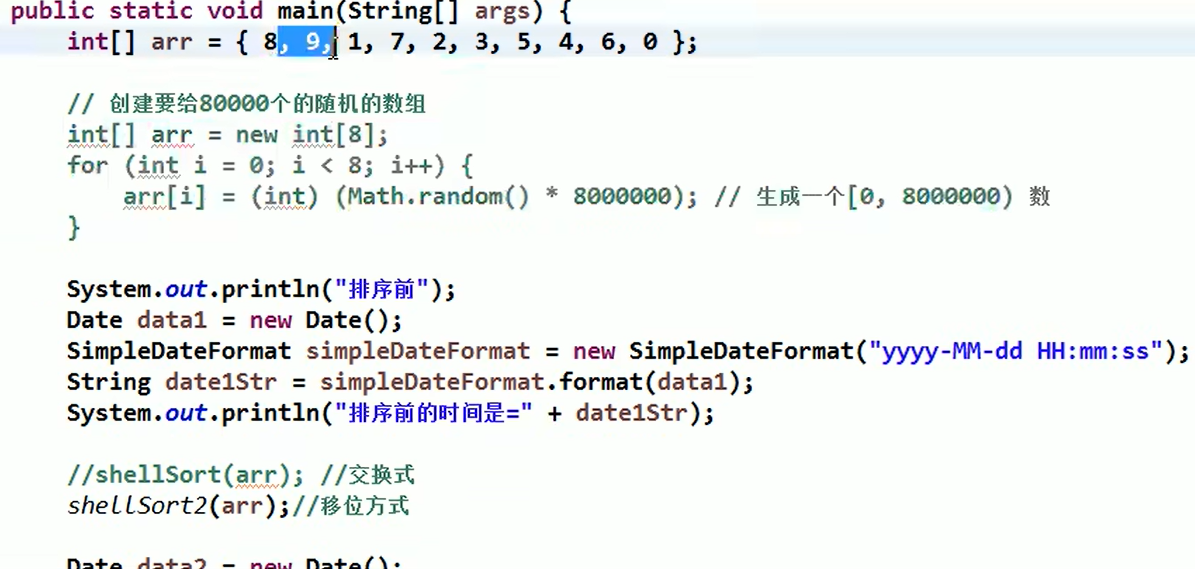 public static void main(String[] args) {
    int[] arr = { 8, 9, 1, 7, 2, 3, 5, 4, 6, 0 };
    // 创建要给80000个的随机的数组
    int[] arr = new int[8];
    for (int i = 0; i < 8; i++) {
        arr[i] = (int) (Math.random() * 8000000); // 生成一个[0, 8000000) 数
    }
    System.out.println("排序前");
    Date data1 = new Date();
    SimpleDateFormat simpleDateFormat = new SimpleDateFormat("yyyy-MM-dd HH:mm:ss");
    String date1Str = simpleDateFormat.format(data1);
    System.out.println("排序前的时间是=" + date1Str);
    //shellSort(arr); //交换式
    shellSort2(arr);//移位方式
    Date data2 = new Date();